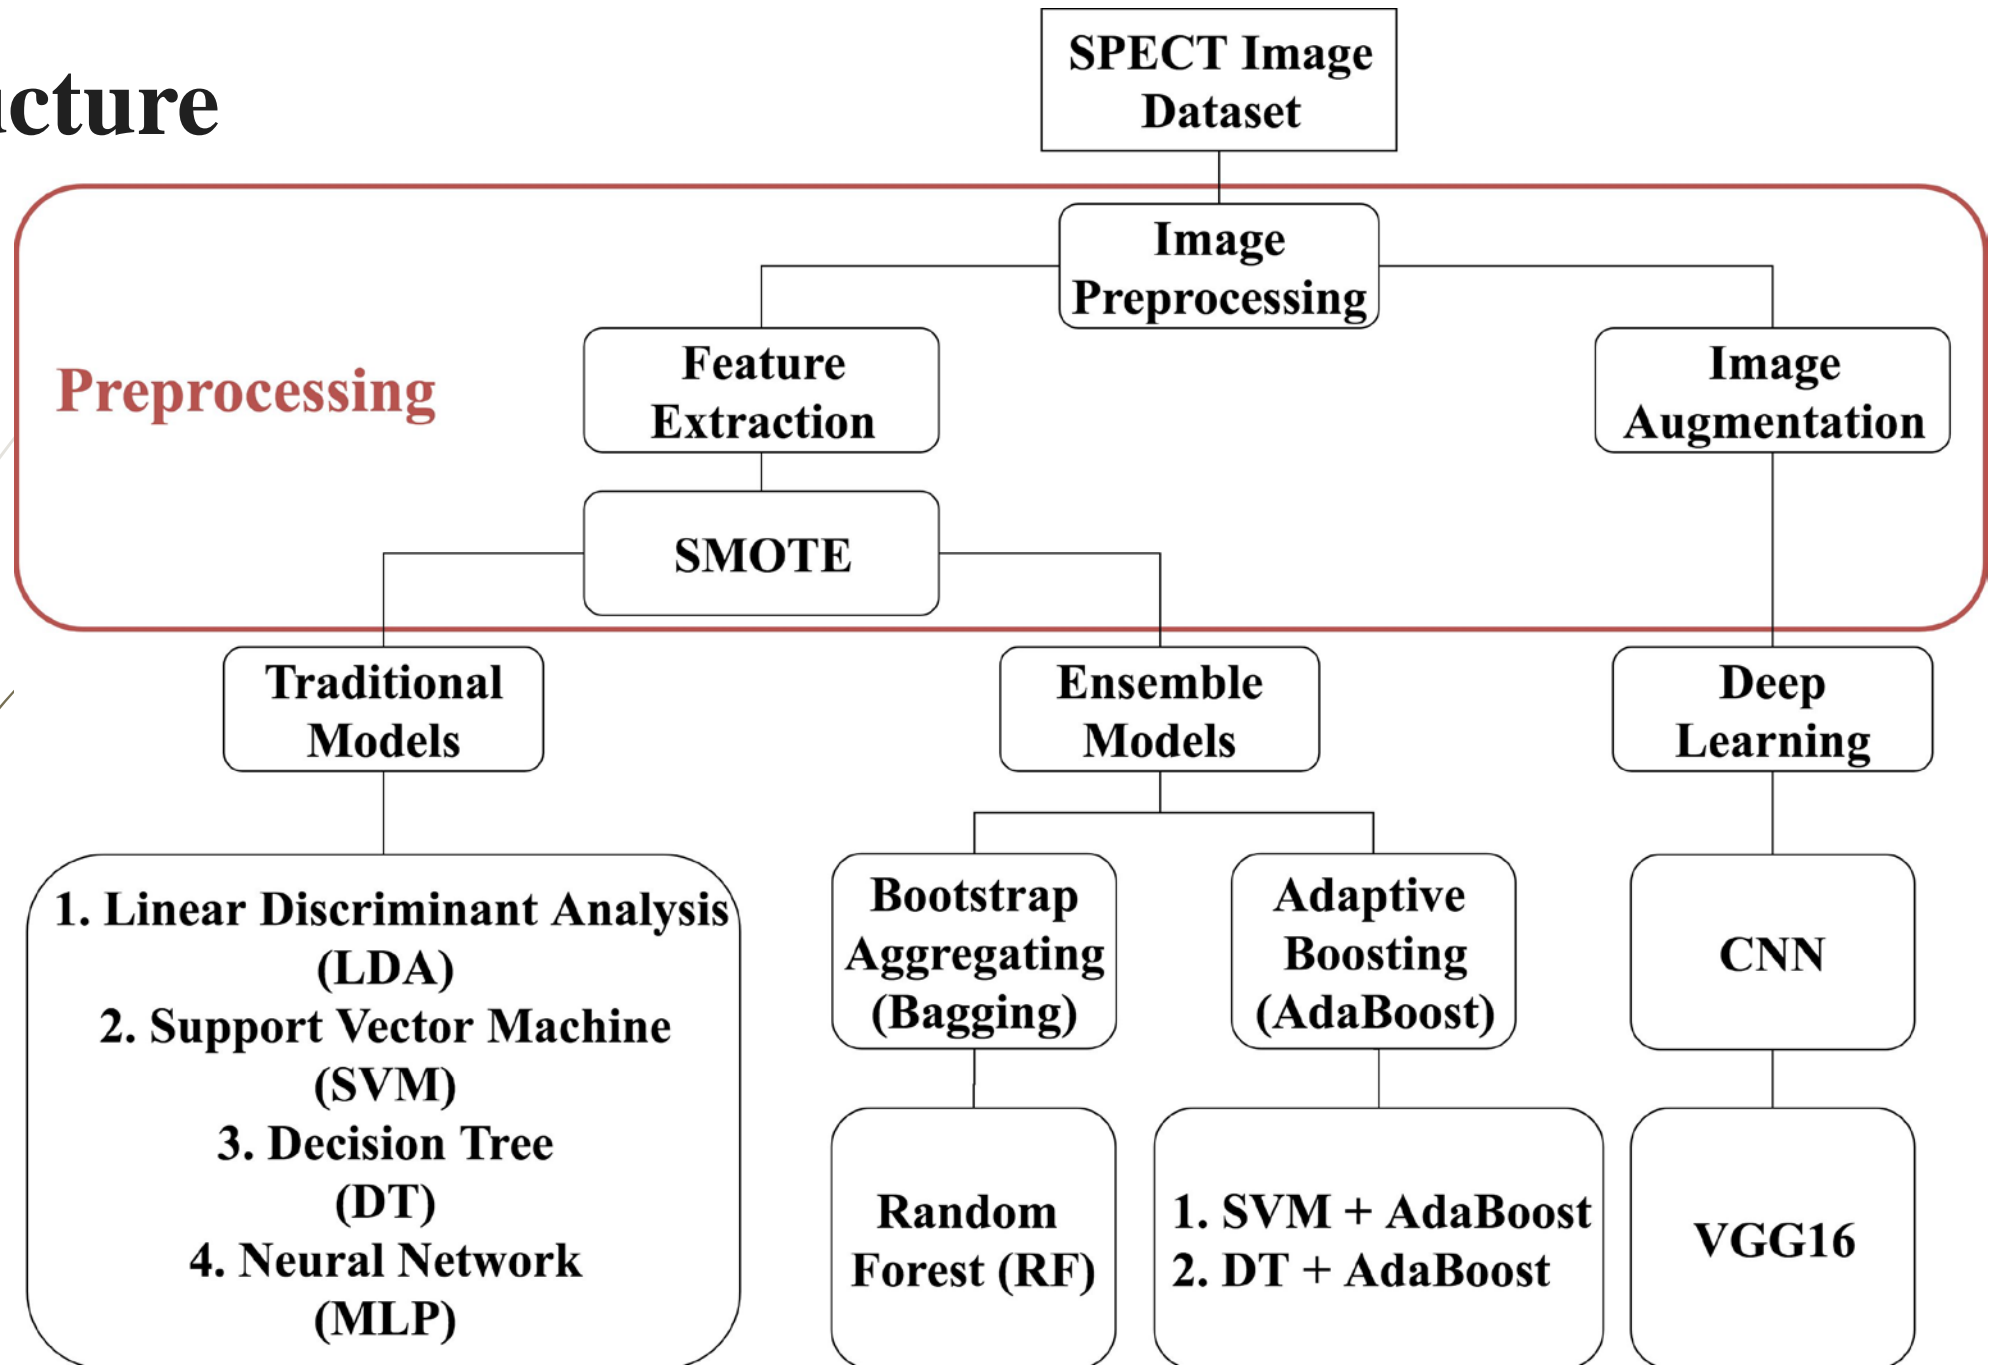 SPECT Image
Dataset
Image
Preprocessing
Preprocessing
Feature
Extraction
Image
Augmentation
SMOTE
Traditional
Models
Ensemble
Models
Deep
Learning
1. Linear Discriminant Analysis
(LDA)
2. Support Vector Machine
(SVM)
3. Decision Tree
(DT)
4. Neural Network
(MLP)
Bootstrap
Aggregating
(Bagging)
Adaptive
Boosting
(AdaBoost)
CNN
Random
Forest (RF)
1. SVM + AdaBoost
2. DT + AdaBoost
VGG16